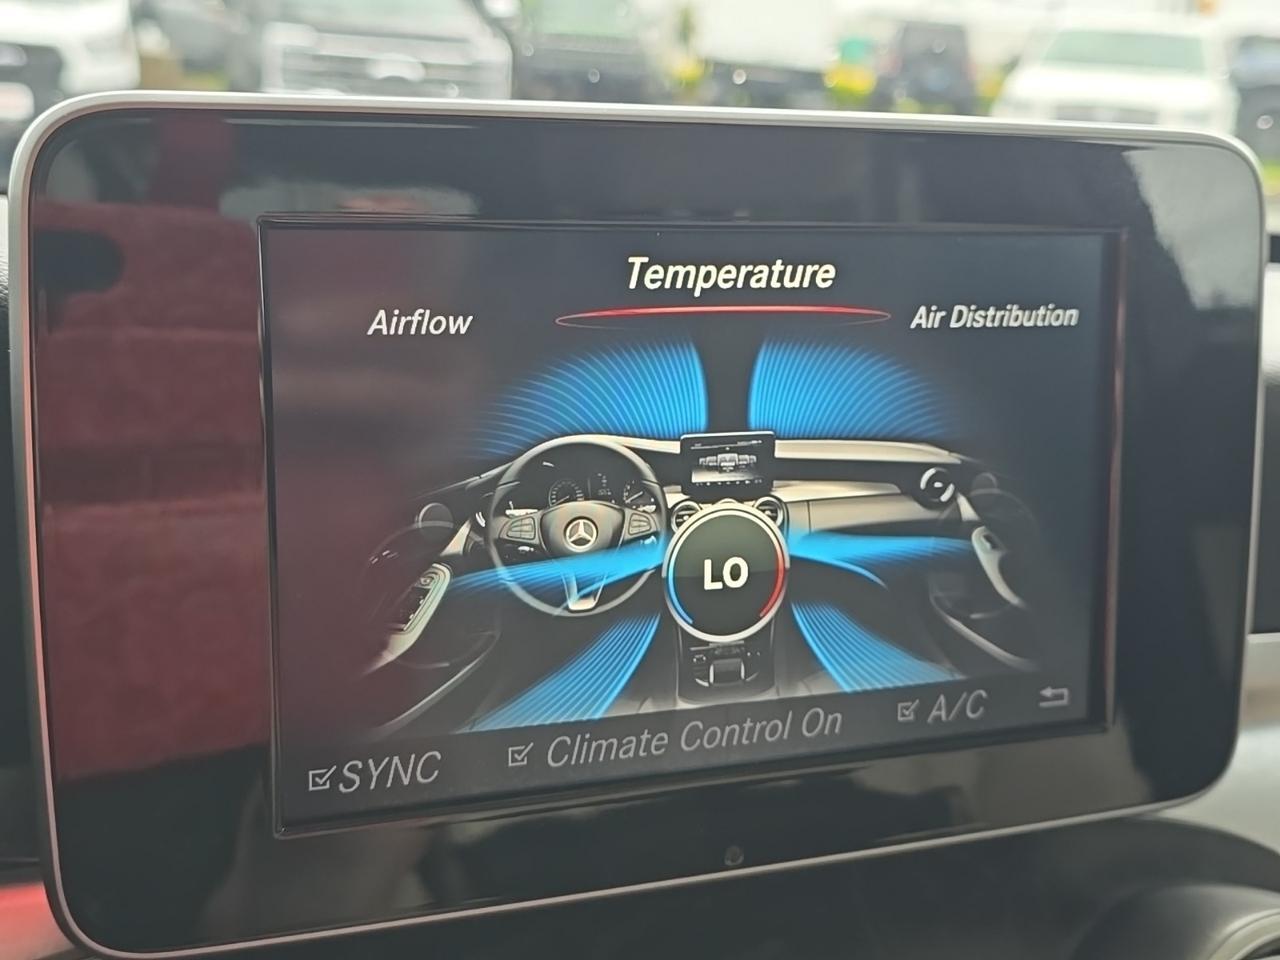 Temperature
Airflow
Air Distribution
LO
SYNC
Climate Control On
A/C